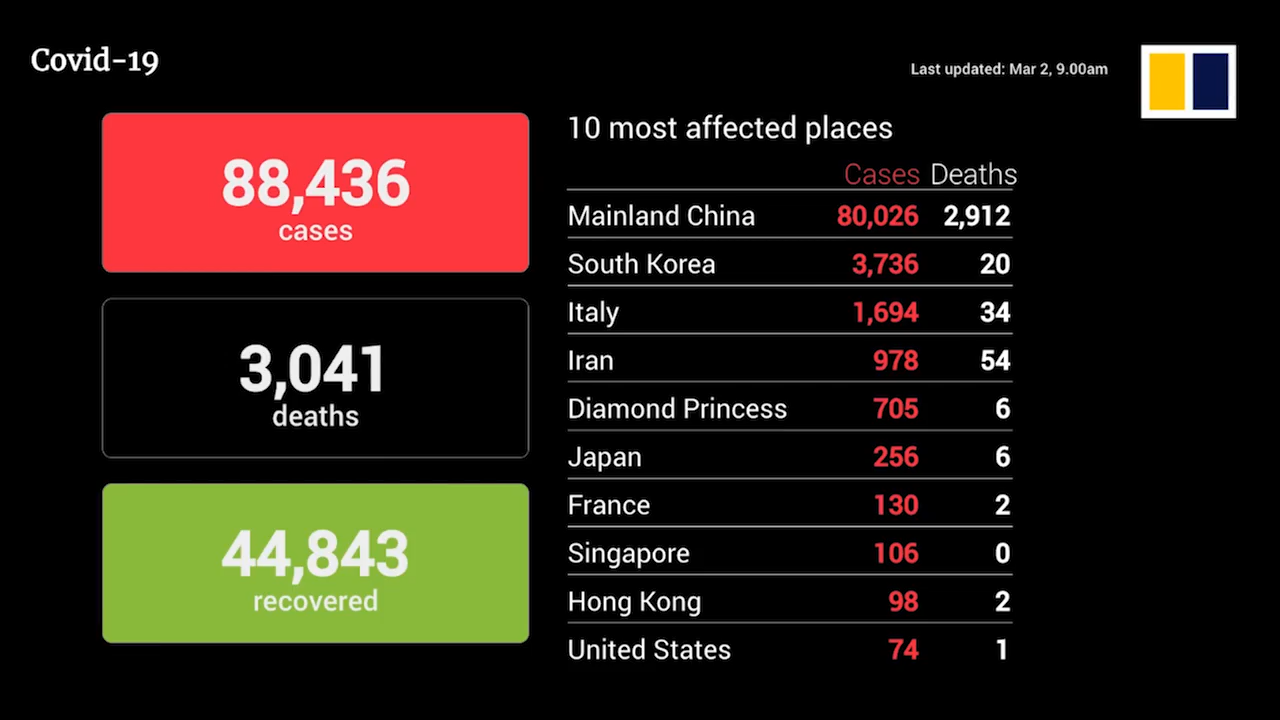 Covid-19
Last updated: Mar 2, 9.00am
88,436
cases
3,041
deaths
44,843
recovered
10 most affected places
Cases Deaths
Mainland China 80,026 2,912
South Korea 3,736 20
Italy 1,694 34
Iran 978 54
Diamond Princess 705 6
Japan 256 6
France 130 2
Singapore 106 0
Hong Kong 98 2
United States 74 1